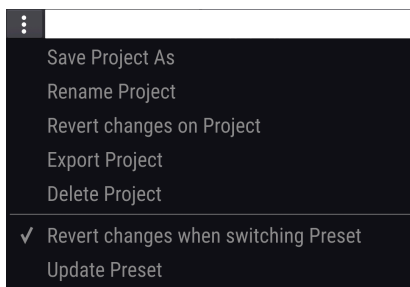 Save Project As
Rename Project
Revert changes on Project
Export Project
Delete Project
✓ Revert changes when switching Preset
Update Preset